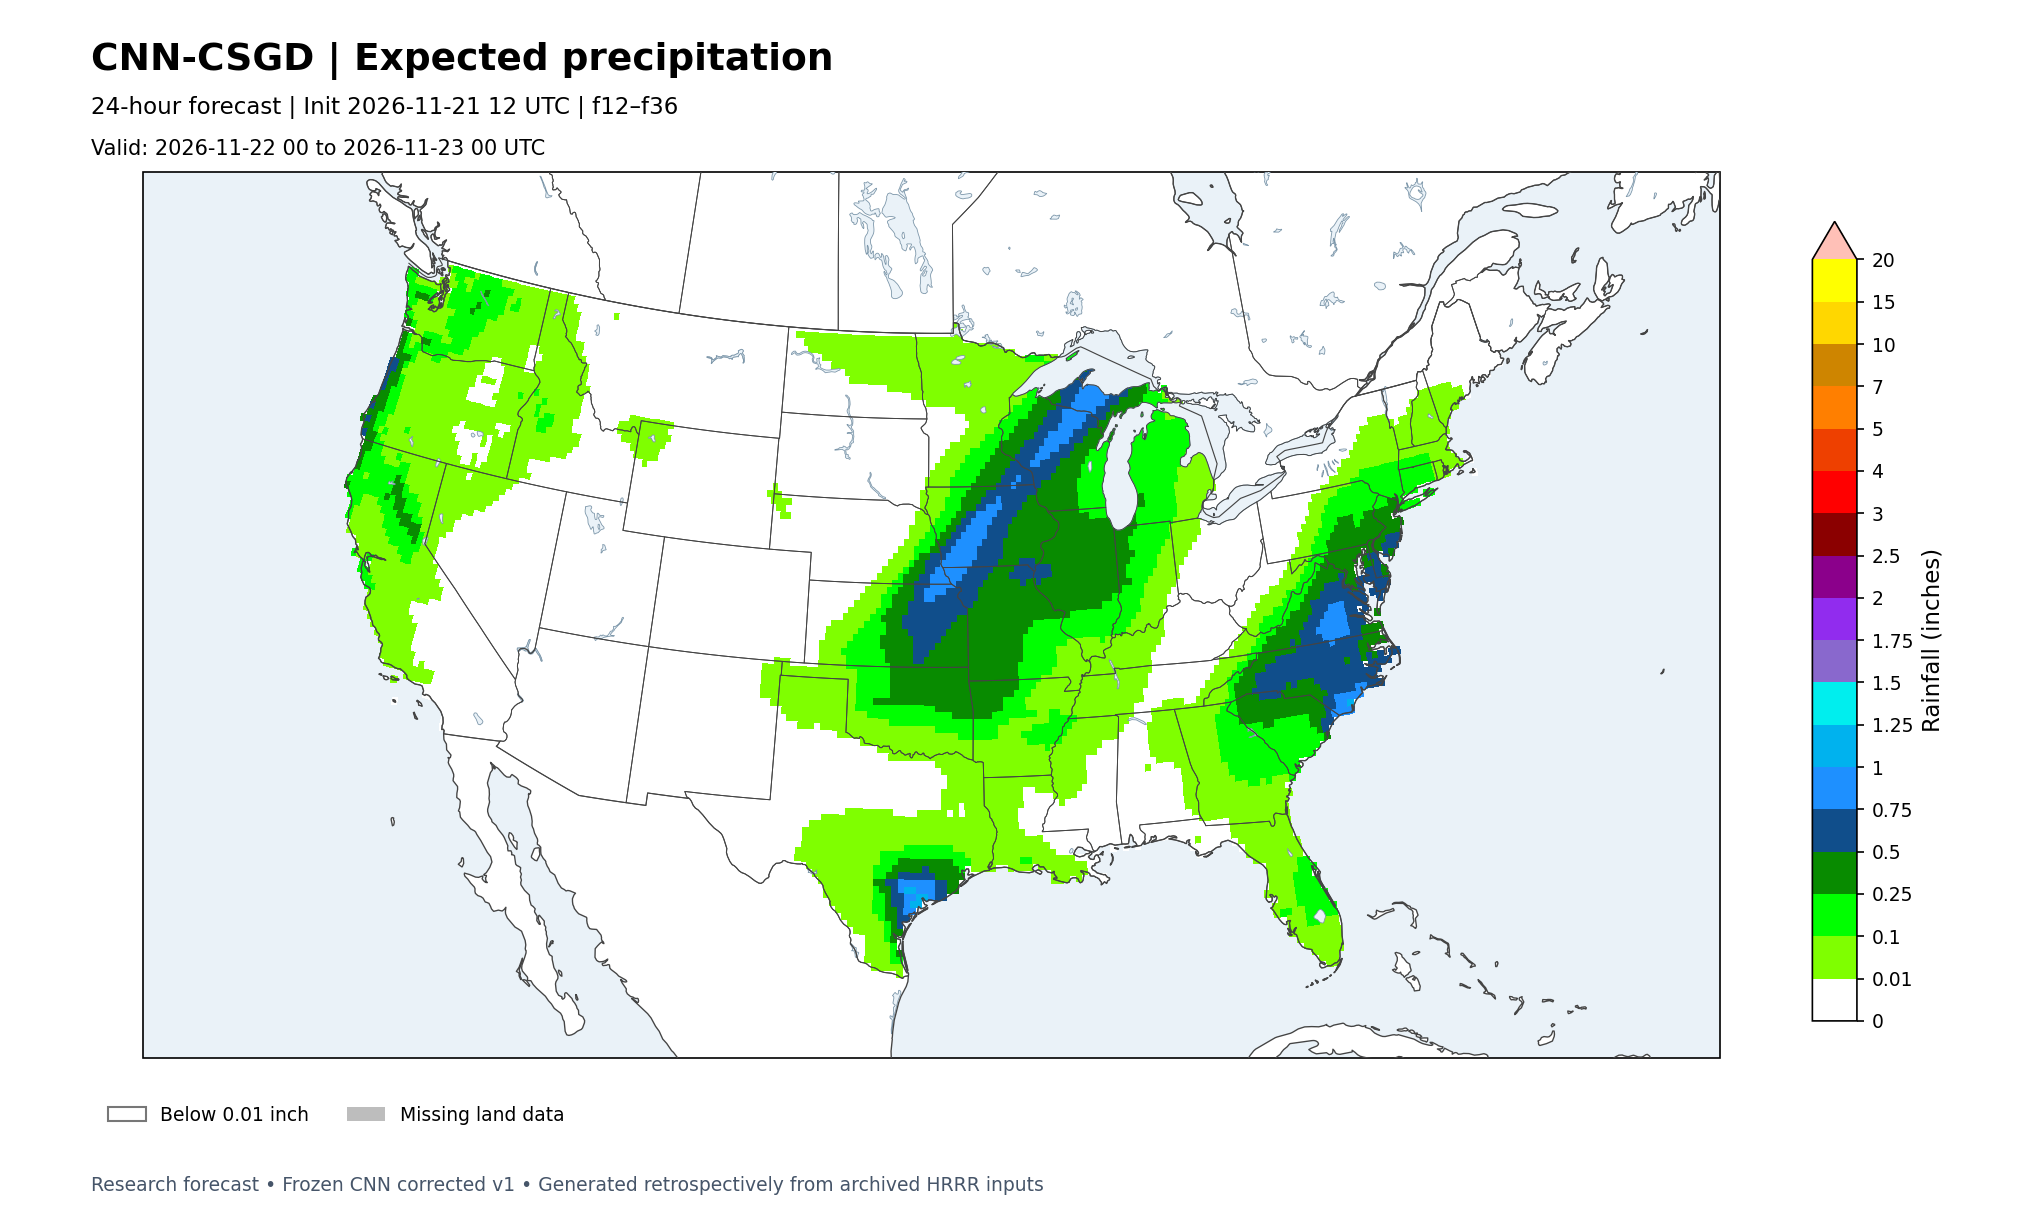 CNN-CSGD | Expected precipitation
24-hour forecast | Init 2026-11-21 12 UTC | f12–f36
Valid: 2026-11-22 00 to 2026-11-23 00 UTC
20
15
10
7
5
4
3
2.5
2
1.75
1.5
1.25
1
0.75
0.5
0.25
0.1
0.01
0
Rainfall (inches)
Below 0.01 inch
Missing land data
Research forecast • Frozen CNN corrected v1 • Generated retrospectively from archived HRRR inputs